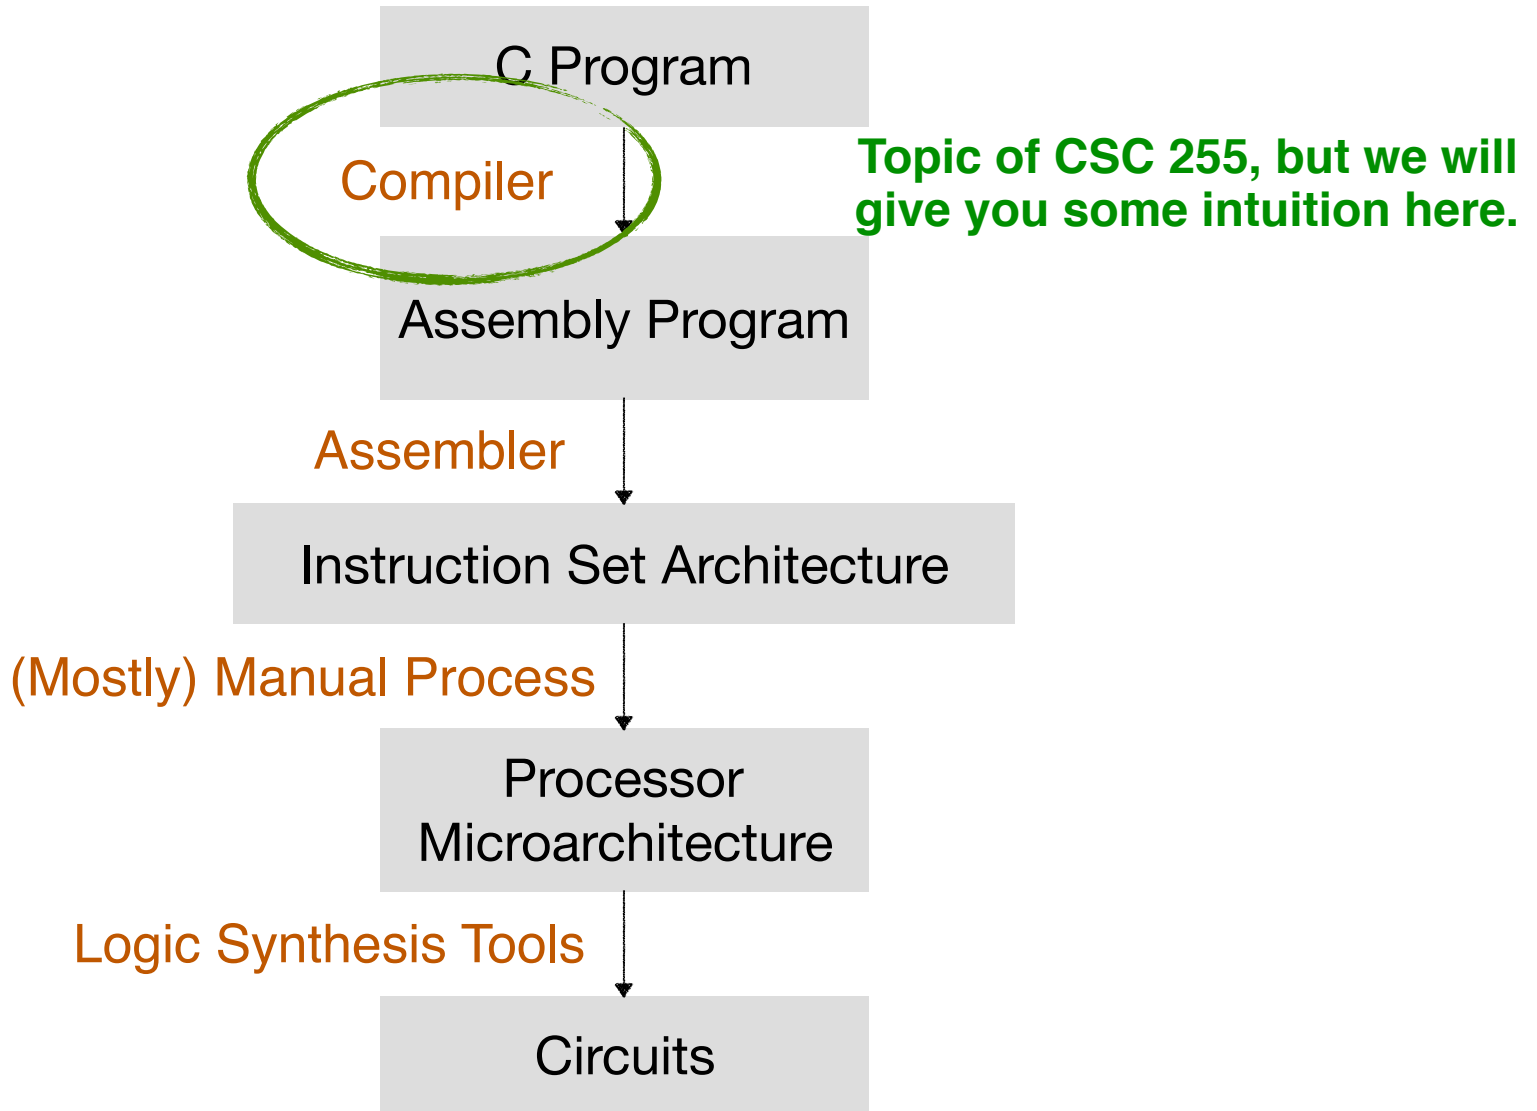 C Program
Compiler
Topic of CSC 255, but we will
give you some intuition here.
Assembly Program
Assembler
Instruction Set Architecture
(Mostly) Manual Process
Processor
Microarchitecture
Logic Synthesis Tools
Circuits